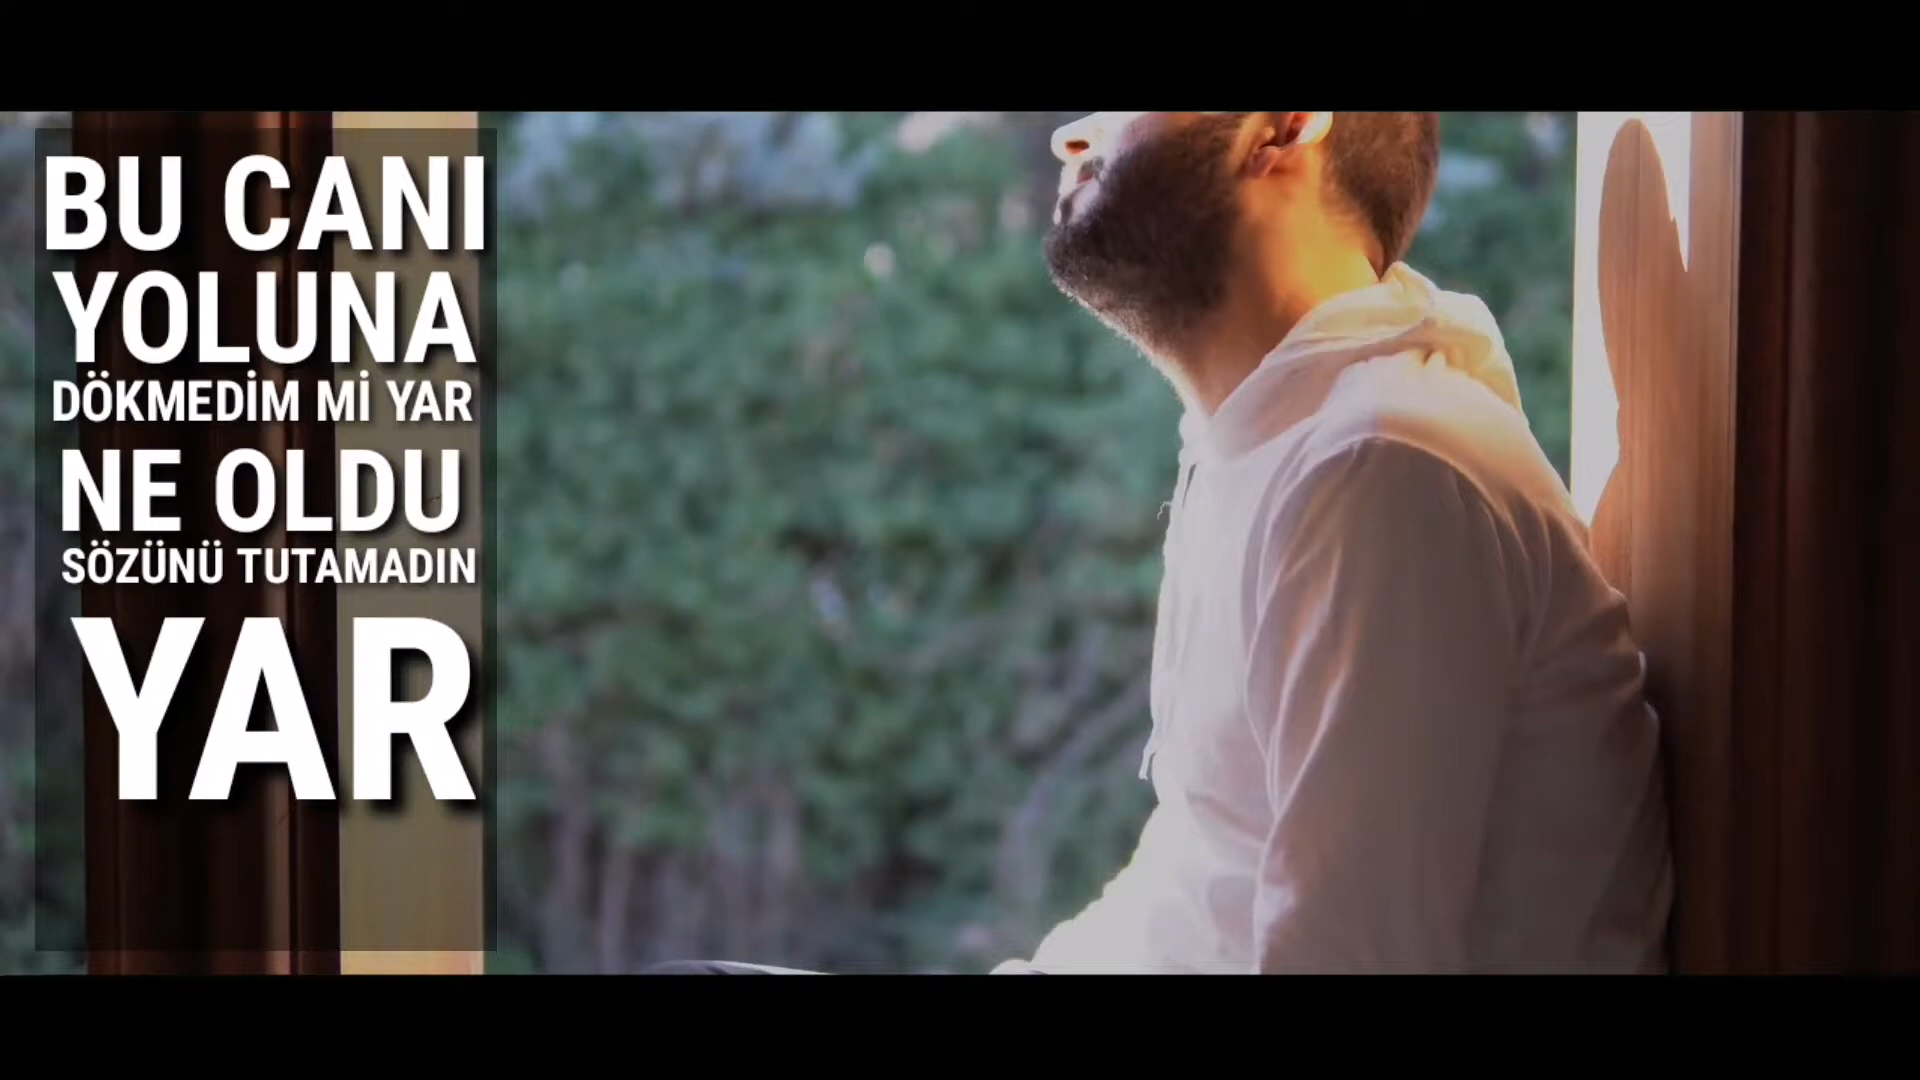 BU CANI
YOLUNA
DÖKMEDİM Mİ YAR
NE OLDU
SÖZÜNÜ TUTAMADIN
YAR